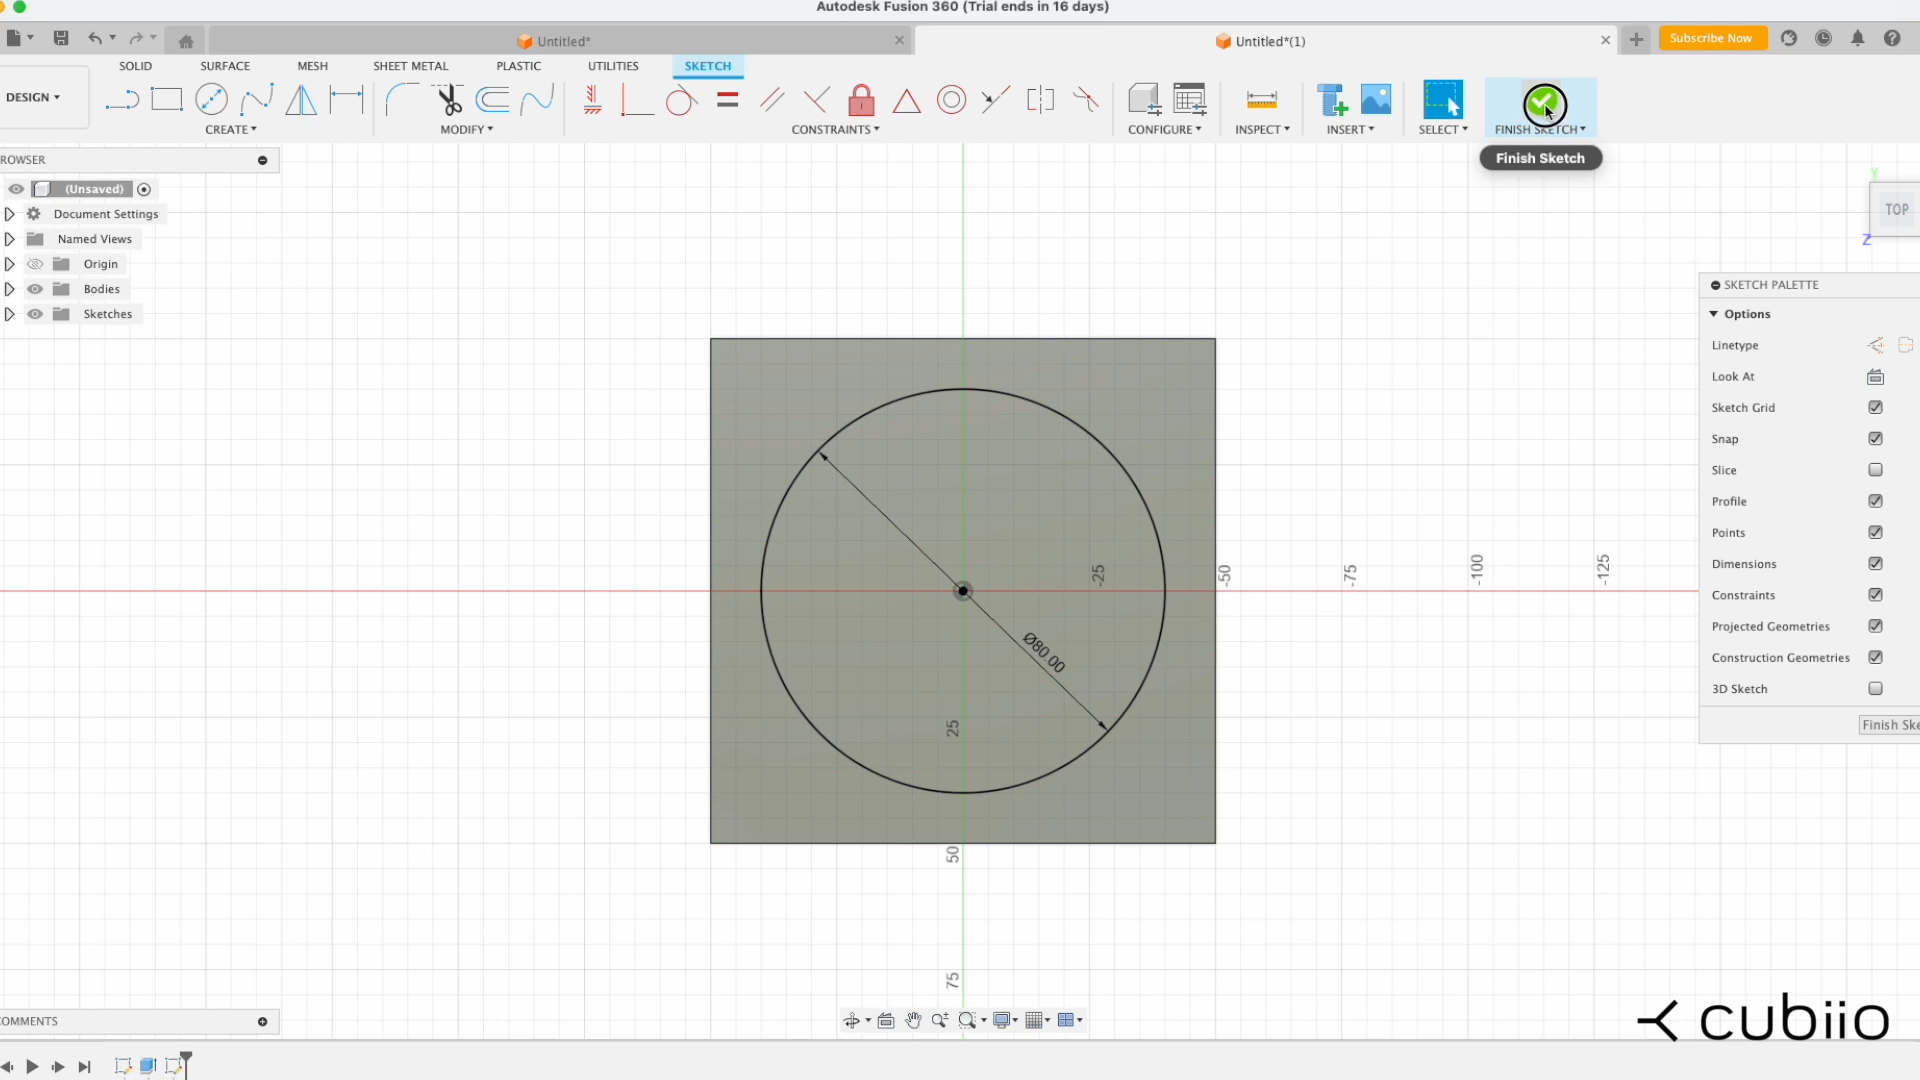 Autodesk Fusion 360 (Trial ends in 16 days)
Untitled*
Untitled*(1)
Subscribe Now
SOLID
SURFACE
MESH
SHEET METAL
PLASTIC
UTILITIES
SKETCH
DESIGN
CREATE
MODIFY
CONSTRAINTS
CONFIGURE
INSPECT
INSERT
SELECT
FINISH SKETCH
Finish Sketch
ROWSER
(Unsaved)
Document Settings
Named Views
Origin
Bodies
Sketches
Y
TOP
Z
SKETCH PALETTE
Options
Linetype
Look At
Sketch Grid
Snap
Slice
Profile
Points
Dimensions
Constraints
Projected Geometries
Construction Geometries
3D Sketch
Finish Ske
-25
-50
-75
-100
-125
Ø80.00
25
50
75
OMMENTS
cubiio